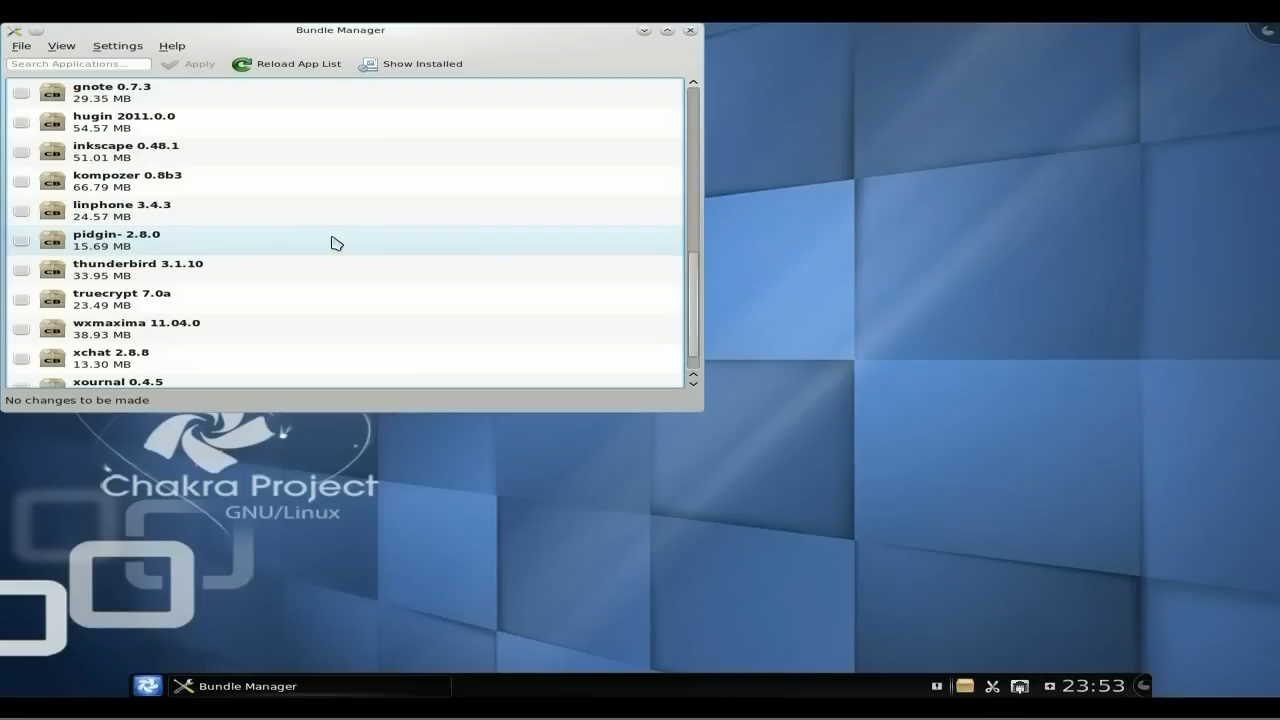 Bundle Manager
File View Settings Help
Search Applications... Apply Reload App List Show Installed
gnote 0.7.3
29.35 MB
hugin 2011.0.0
54.57 MB
inkscape 0.48.1
51.01 MB
kompozer 0.8b3
66.79 MB
linphone 3.4.3
24.57 MB
pidgin- 2.8.0
15.69 MB
thunderbird 3.1.10
33.95 MB
truecrypt 7.0a
23.49 MB
wxmaxima 11.04.0
38.93 MB
xchat 2.8.8
13.30 MB
xournal 0.4.5
No changes to be made
Chakra Project
GNU/Linux
Bundle Manager 23:53